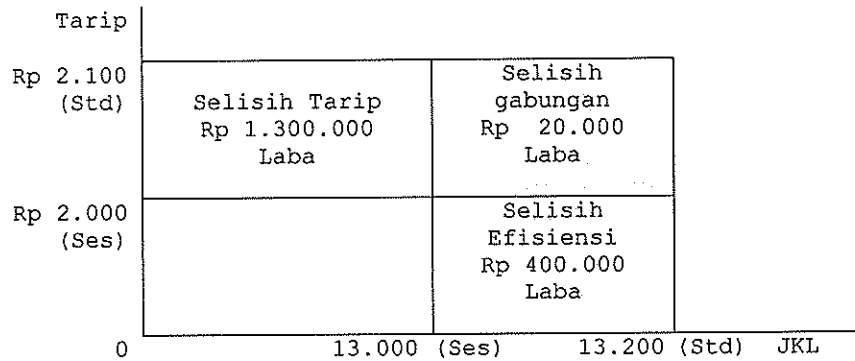 Tarip
Rp 2.100
(Std)
Selisih Tarip
Rp 1.300.000
Laba
Selisih
gabungan
Rp 20.000
Laba
Rp 2.000
(Ses)
Selisih
Efisiensi
Rp 400.000
Laba
0 13.000 (Ses) 13.200 (Std) JKL